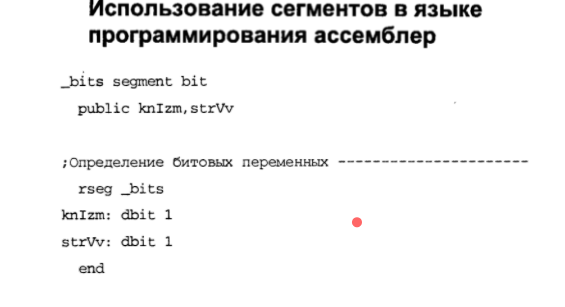 Использование сегментов в языке
программирования ассемблер
_bits segment bit
public knIzm,strVv
;Определение битовых переменных ----------------------
rseg _bits
knIzm: dbit 1
strVv: dbit 1
end